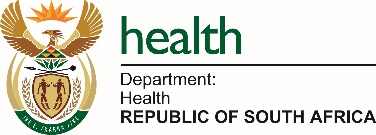 health
Department:
Health
REPUBLIC OF SOUTH AFRICA